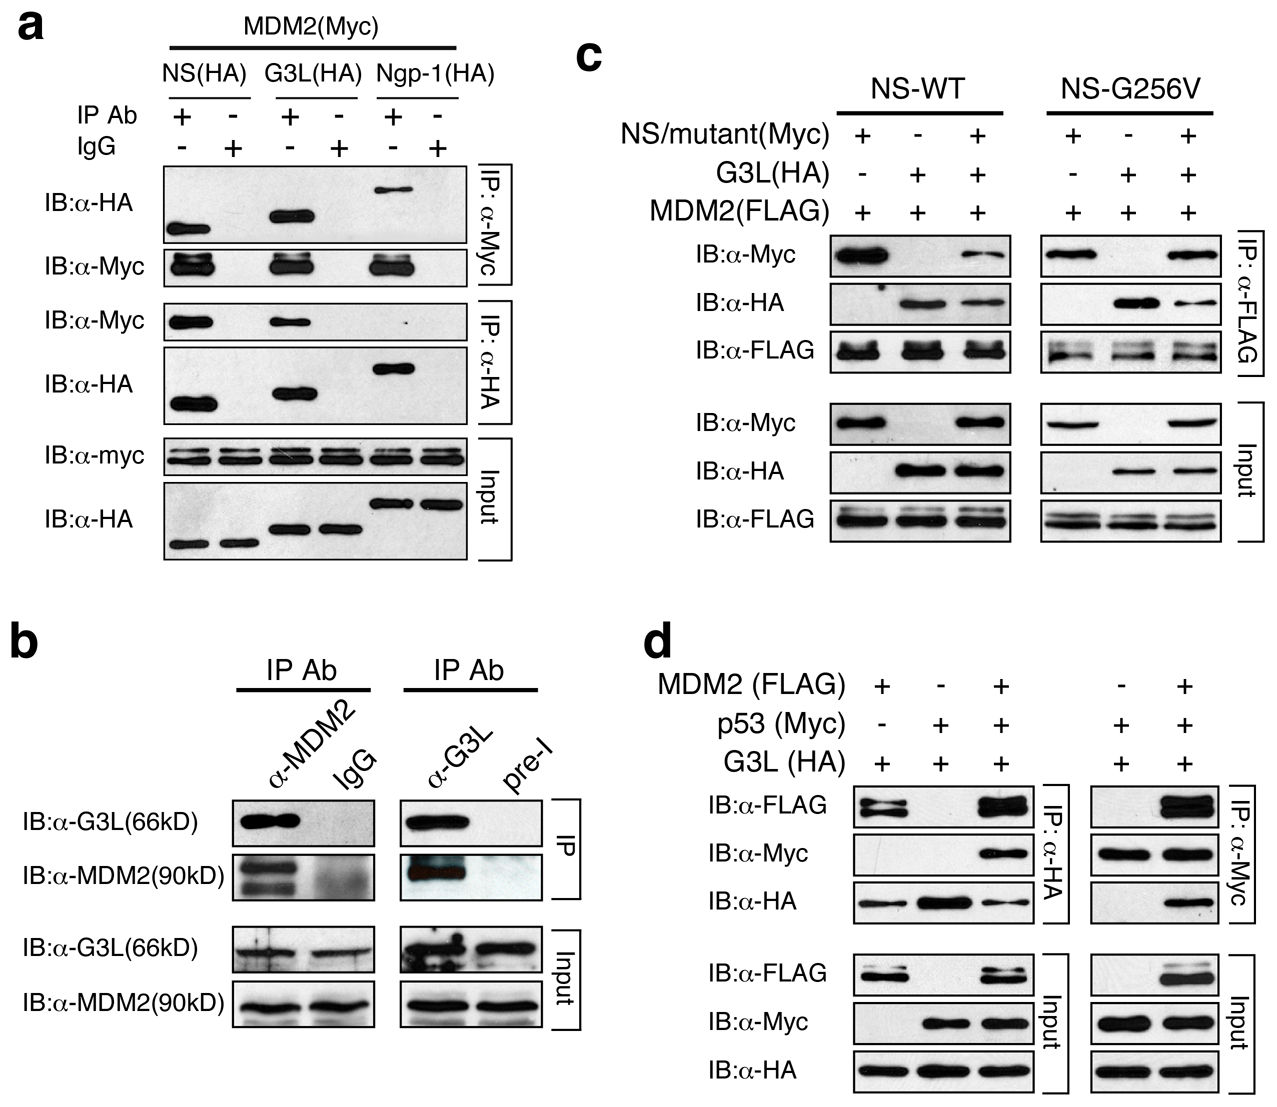 a
MDM2(Myc)
NS(HA) G3L(HA) Ngp-1(HA)
IP Ab + - + - + -
IgG - + - + - +
IB:α-HA
IB:α-Myc
IP: α-Myc
IB:α-Myc
IB:α-HA
IP: α-HA
IB:α-myc
IB:α-HA
Input
b
IP Ab IP Ab
α-MDM2 IgG α-G3L pre-I
IB:α-G3L(66kD)
IB:α-MDM2(90kD)
IP
IB:α-G3L(66kD)
IB:α-MDM2(90kD)
Input
c
NS-WT NS-G256V
NS/mutant(Myc) + - + + - +
G3L(HA) - + + - + +
MDM2(FLAG) + + + + + +
IB:α-Myc
IB:α-HA
IB:α-FLAG
IP: α-FLAG
IB:α-Myc
IB:α-HA
IB:α-FLAG
Input
d
MDM2 (FLAG) + - + - +
p53 (Myc) - + + + +
G3L (HA) + + + + +
IB:α-FLAG
IB:α-Myc
IB:α-HA
IP: α-HA
IP: α-Myc
IB:α-FLAG
IB:α-Myc
IB:α-HA
Input
Input